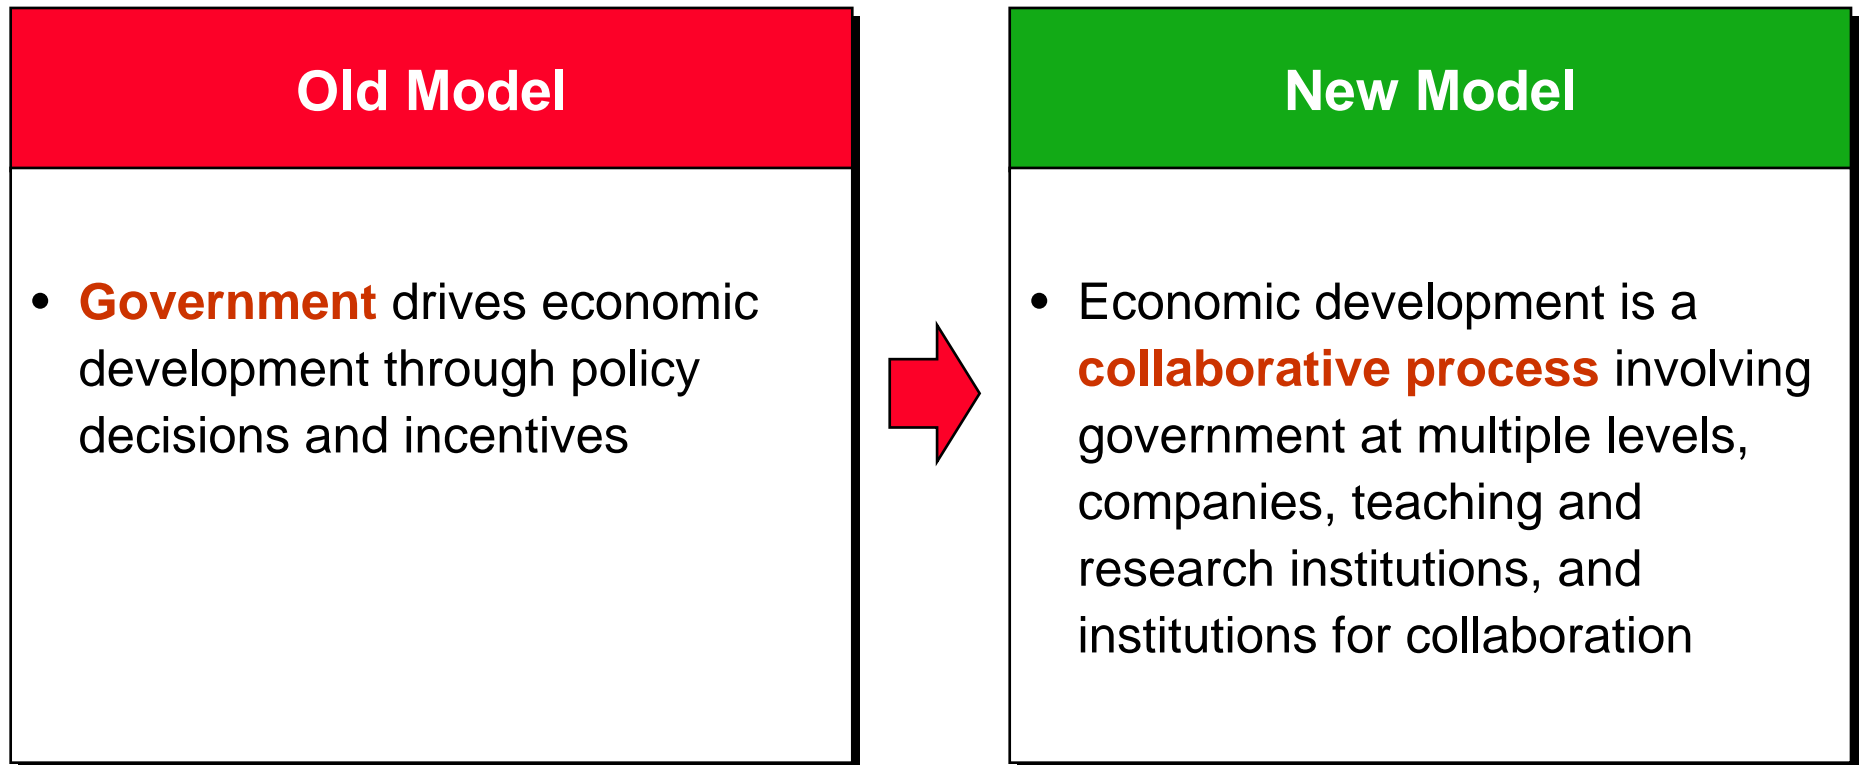 Old Model
• Government drives economic
development through policy
decisions and incentives
New Model
• Economic development is a
collaborative process involving
government at multiple levels,
companies, teaching and
research institutions, and
institutions for collaboration